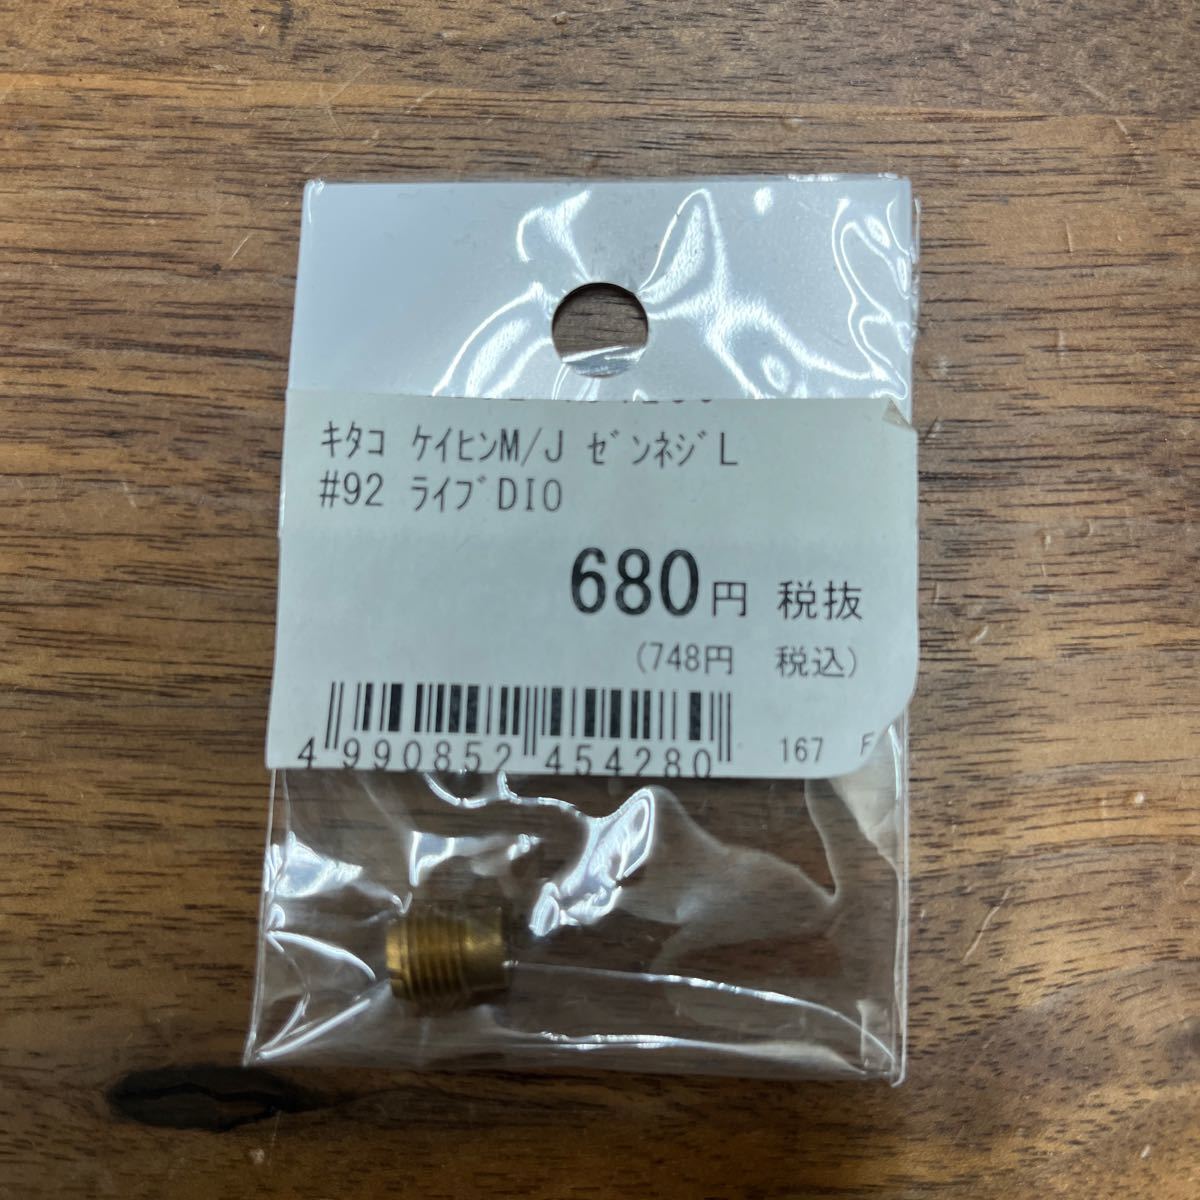 ｷﾀｺ ｹｲﾋﾝM/J ｾﾞﾝﾈｼﾞL
#92 ﾗｲﾌﾞDIO
680円 税抜
(748円 税込)
4 990852 454280
167 F